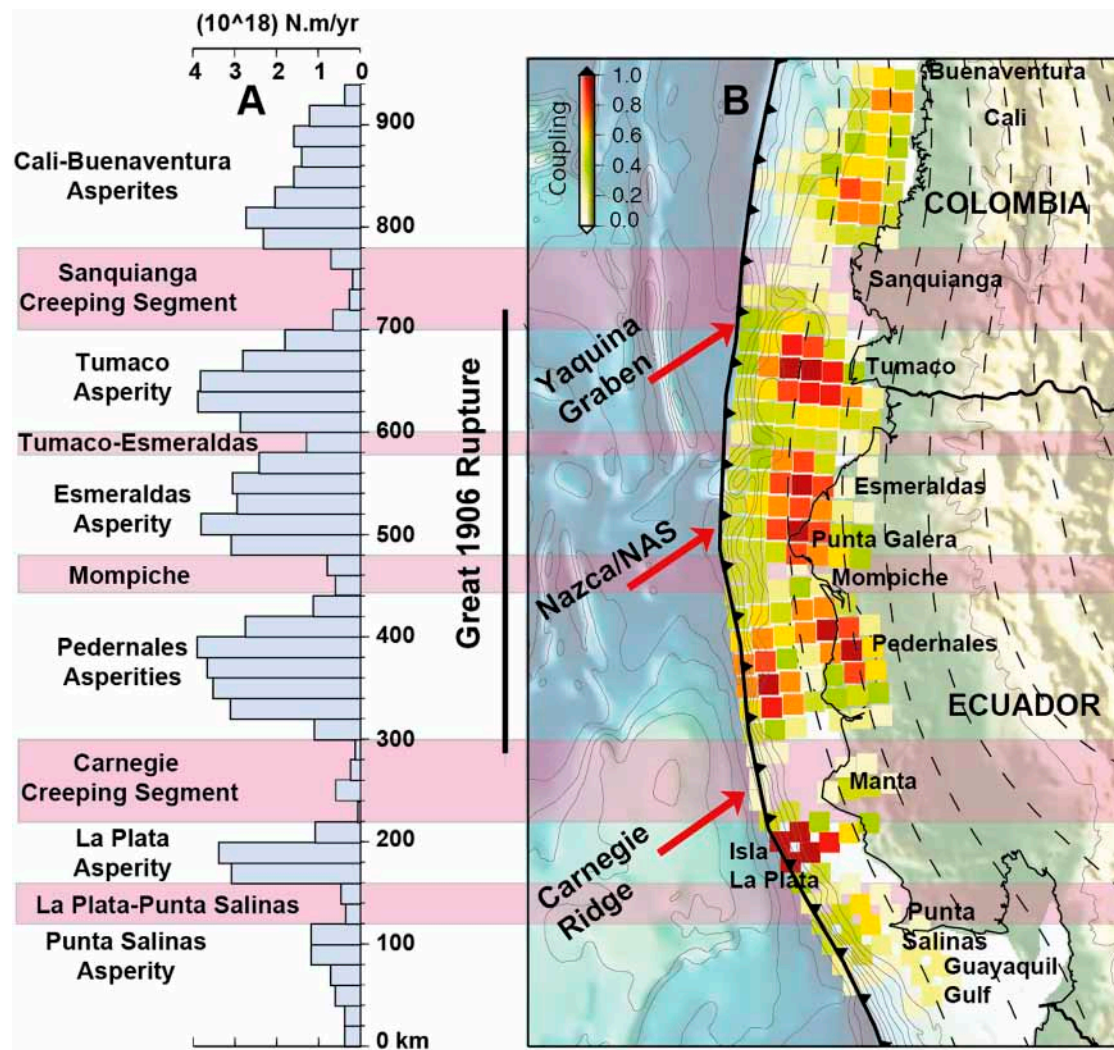 (10^18) N.m/yr
4 3 2 1 0
A
900
Cali-Buenaventura
Asperites
800
Sanquianga
Creeping Segment
700
Tumaco
Asperity
600
Tumaco-Esmeraldas
Esmeraldas
Asperity
500
Mompiche
400
Pedernales
Asperities
300
Carnegie
Creeping Segment
200
La Plata
Asperity
La Plata-Punta Salinas
100
Punta Salinas
Asperity
0 km
Great 1906 Rupture
B
1.0
0.8
0.6
0.4
0.2
0.0
Coupling
Buenaventura
Cali
COLOMBIA
Sanquianga
Yaquina
Graben
Tumaco
Esmeraldas
Nazca/NAS
Punta Galera
Mompiche
Pedernales
ECUADOR
Manta
Carnegie
Ridge
Isla
La Plata
Punta
Salinas
Guayaquil
Gulf